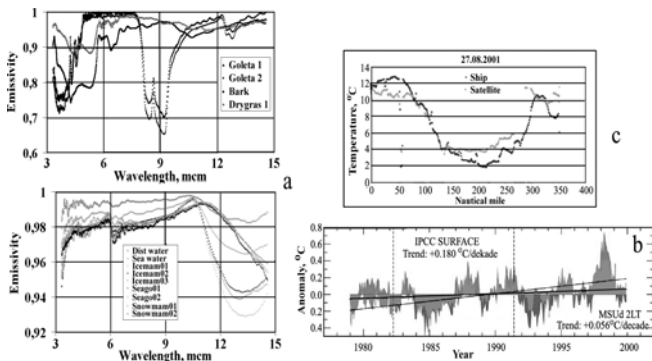 1
0,9
0,8
0,7
0,6
Emissivity
Goleta 1
Goleta 2
Bark
Drygras 1
3 6 9 12 15
Wavelength, mcm
a
1
0,98
0,96
0,94
0,92
Emissivity
Dist water
Sea water
Icemam01
Icemam02
Icemam03
Seago01
Seago02
Snowmam01
Snowmam02
3 6 9 12 15
Wavelength, mcm
27.08.2001
14
12
10
8
6
4
2
0
Temperature, °C
Ship
Satellite
0 50 100 150 200 250 300 350 400
Nautical mile
c
0.8
0.6
0.4
0.2
0.0
0.2
0.4
Anomaly, °C
IPCC SURFACE
Trend: +0.180 °C/dekade
b
MSUd 2LT
Trend: +0.056°C/decade
1980 1985 1990 1995 2000
Year